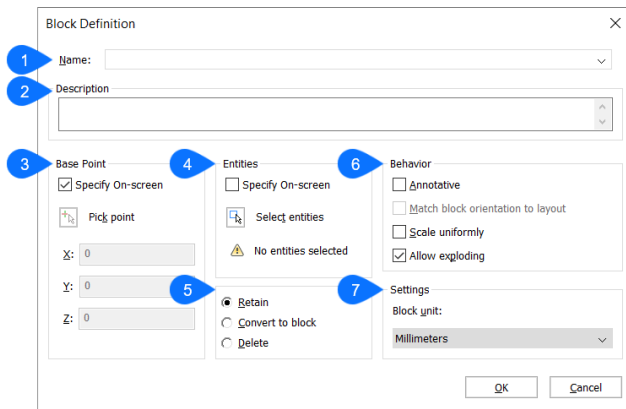 Block Definition
1 Name:
2 Description
3 Base Point
Specify On-screen
Pick point
X: 0
Y: 0
Z: 0
4 Entities
Specify On-screen
Select entities
No entities selected
5 Retain
Convert to block
Delete
6 Behavior
Annotative
Match block orientation to layout
Scale uniformly
Allow exploding
7 Settings
Block unit:
Millimeters
OK Cancel